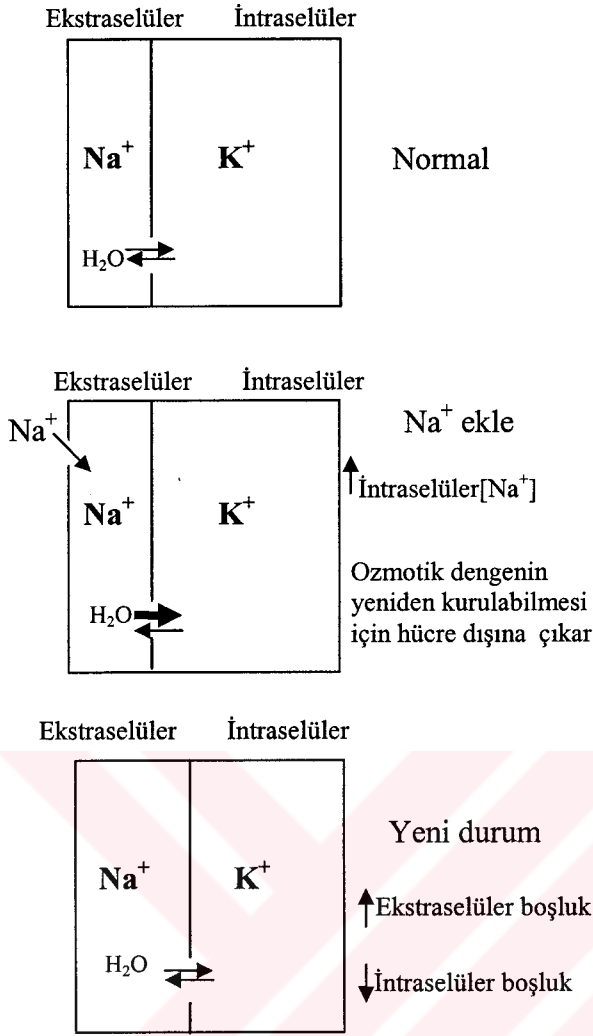 Ekstraselüler İntraselüler
Na⁺ K⁺ Normal
H₂O
Ekstraselüler İntraselüler
Na⁺ Na⁺ ekle
İntraselüler[Na⁺]
Na⁺ K⁺
Ozmotik dengenin
yeniden kurulabilmesi
H₂O
için hücre dışına çıkar
Ekstraselüler İntraselüler
Yeni durum
Na⁺ K⁺
Ekstraselüler boşluk
H₂O
İntraselüler boşluk